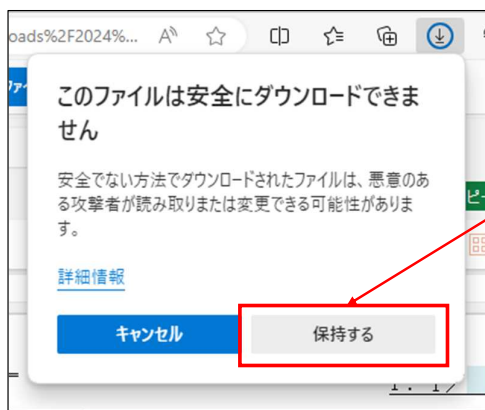 oads%2F2024%...
ファ
このファイルは安全にダウンロードできま
せん
安全でない方法でダウンロードされたファイルは、悪意のあ
る攻撃者が読み取りまたは変更できる可能性がありま
す。
詳細情報
ピー
キャンセル
保持する